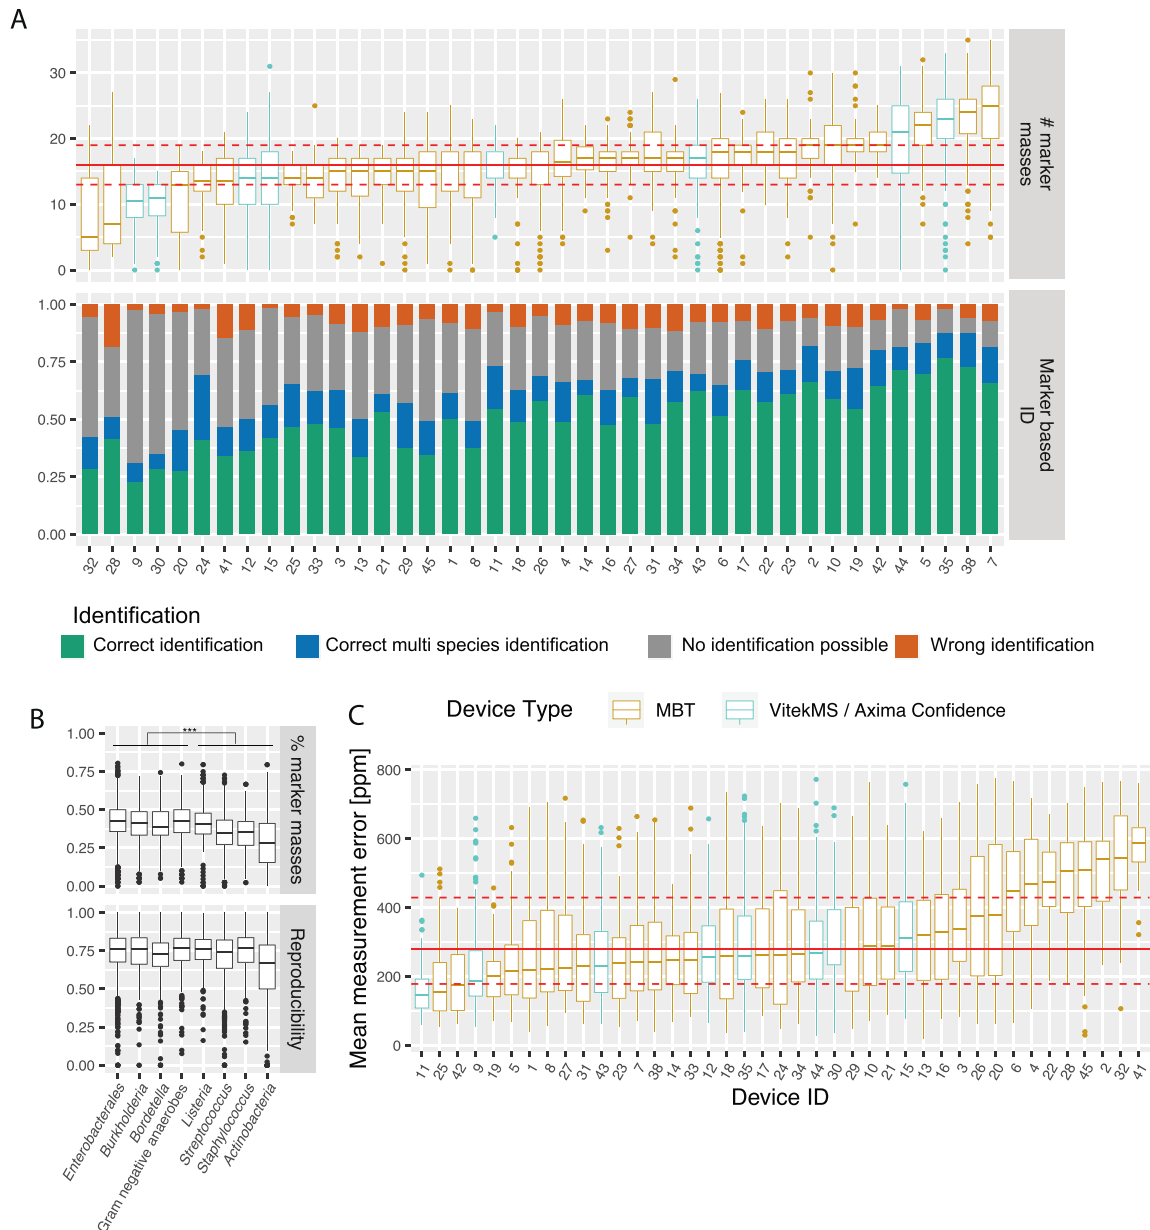 A
30
20
10
0
# marker
masses
1.00
0.75
0.50
0.25
0.00
Marker based
ID
32 28 9 30 20 24 41 12 15 25 33 3 13 21 29 45 1 8 11 18 26 4 14 16 27 31 34 43 6 17 22 23 2 10 19 42 44 5 35 38 7
Identification
Correct identification Correct multi species identification No identification possible Wrong identification
B
1.00
0.75
0.50
0.25
0.00
***
% marker masses
1.00
0.75
0.50
0.25
0.00
Reproducibility
Enterobacterales
Burkholderia
Bordetella
Gram negative anaerobes
Listeria
Streptococcus
Staphylococcus
Actinobacteria
C
Device Type MBT VitekMS / Axima Confidence
Mean measurement error [ppm]
800
600
400
200
0
11 25 42 9 19 5 1 8 27 31 43 23 7 38 14 33 12 18 35 17 24 34 44 30 29 10 21 15 13 16 3 26 20 6 4 22 28 45 2 32 41
Device ID